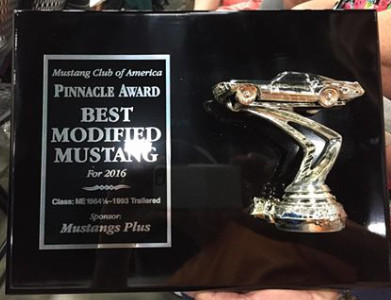 Mustang Club of America
PINNACLE AWARD
BEST
MODIFIED
MUSTANG
For 2016
Class: ME 1964½-1993 Trailered
Sponsor:
Mustangs Plus